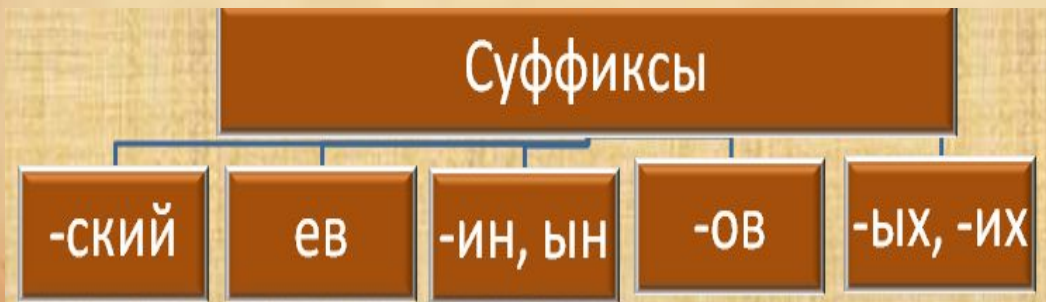 Суффиксы
-ский
ев
-ин, ын
-ов
-ых, -их